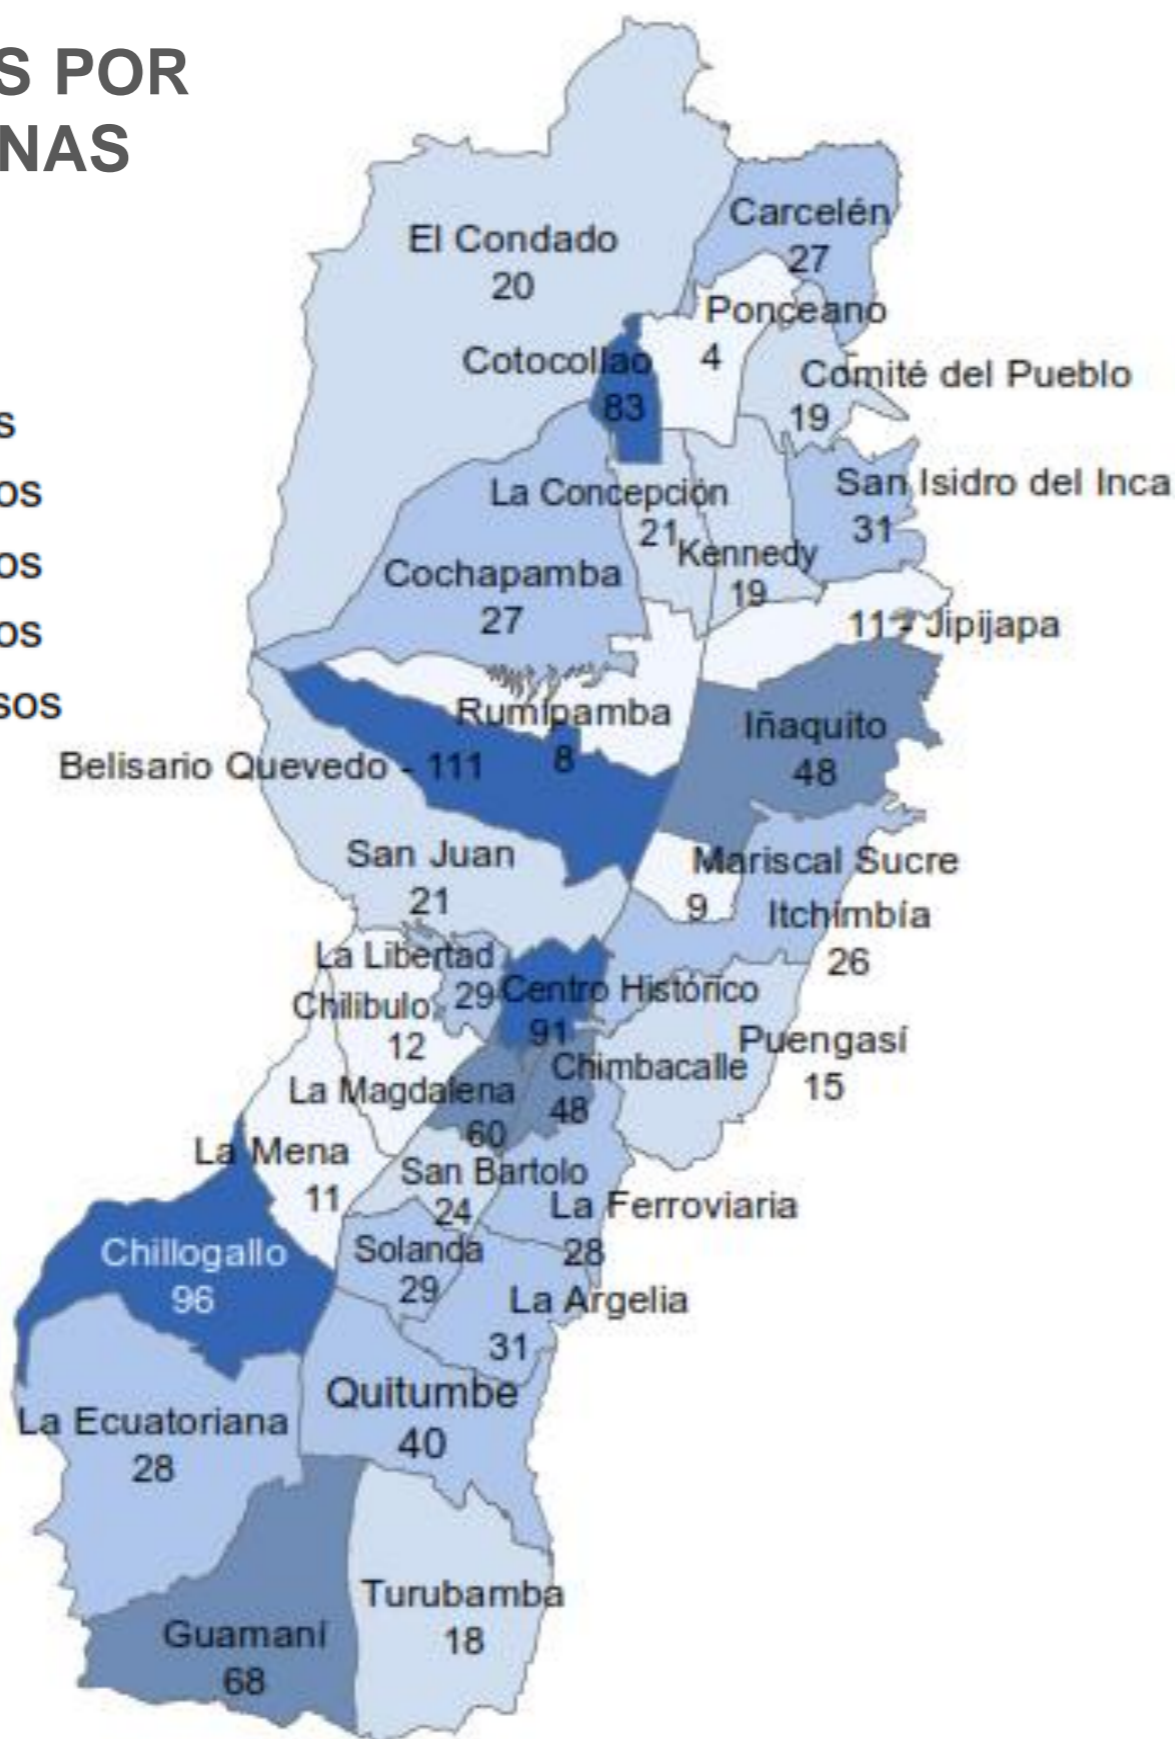 S POR
NAS
S
OS
OS
OS
SOS
El Condado
20
Carcelén
27
Ponceano
4
Cotocollao
83
Comité del Pueblo
19
La Concepción
21
San Isidro del Inca
31
Kennedy
19
Cochapamba
27
11 - Jipijapa
Rumipamba
8
Iñaquito
48
Belisario Quevedo - 111
San Juan
21
Mariscal Sucre
9
Itchimbía
26
La Libertad
29
Centro Histórico
91
Chilibulo
12
Puengasí
15
Chimbacalle
48
La Magdalena
60
La Mena
11
San Bartolo
24
La Ferroviaria
28
Chillogallo
96
Solanda
29
La Argelia
31
Quitumbe
40
La Ecuatoriana
28
Turubamba
18
Guamaní
68